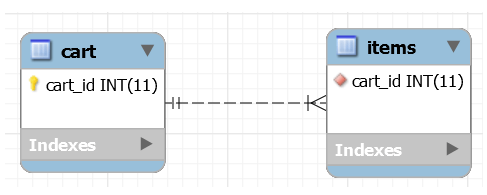 cart
cart_id INT(11)
Indexes
items
cart_id INT(11)
Indexes